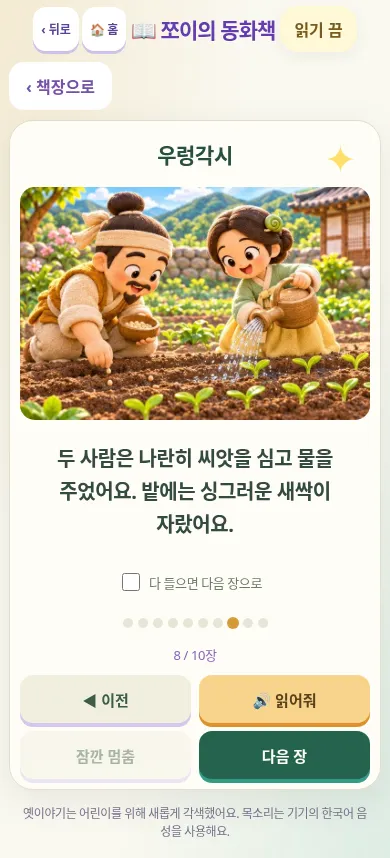 ‹ 뒤로
🏠 홈
📖 쪼이의 동화책
읽기 끔
‹ 책장으로
우렁각시
두 사람은 나란히 씨앗을 심고 물을
주었어요. 밭에는 싱그러운 새싹이
자랐어요.
다 들으면 다음 장으로
8 / 10장
◀ 이전
🔊 읽어줘
잠깐 멈춤
다음 장
옛이야기는 어린이를 위해 새롭게 각색했어요. 목소리는 기기의 한국어 음
성을 사용해요.